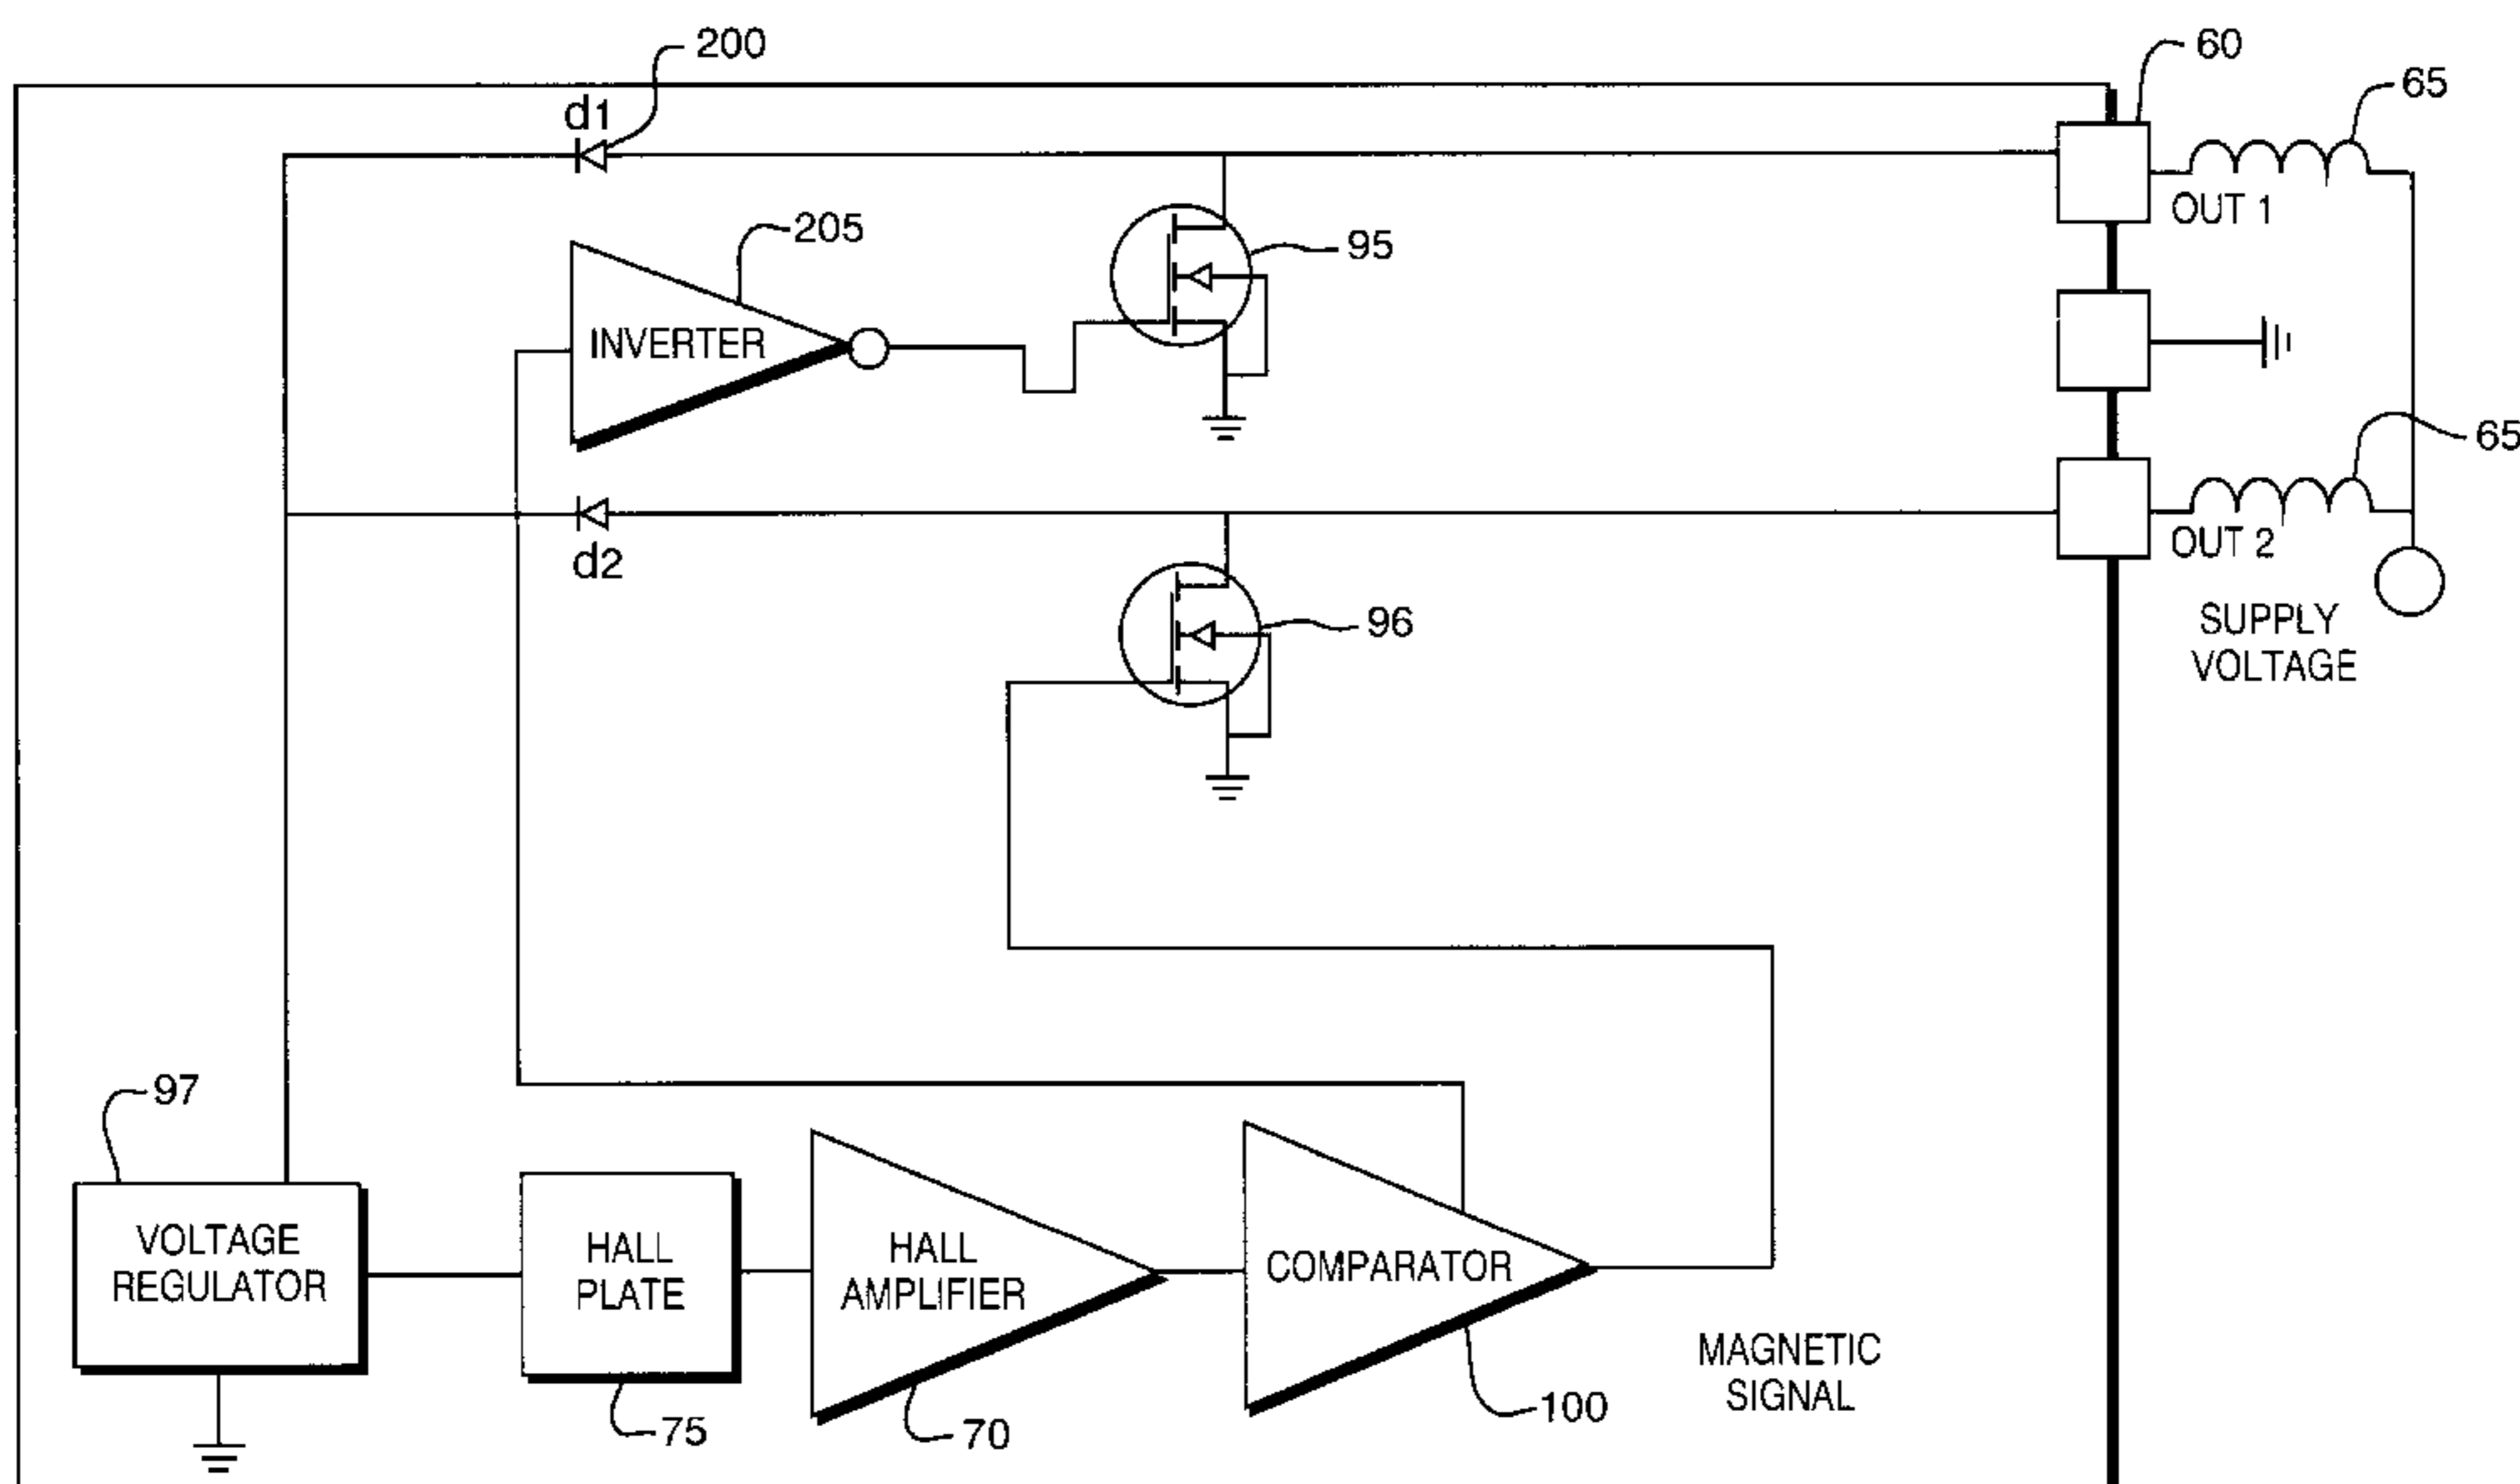 200
60
65
d1
205
95
OUT 1
INVERTER
65
d2
OUT 2
96
SUPPLY
VOLTAGE
97
VOLTAGE
REGULATOR
HALL
PLATE
HALL
AMPLIFIER
COMPARATOR
MAGNETIC
SIGNAL
75
70
100